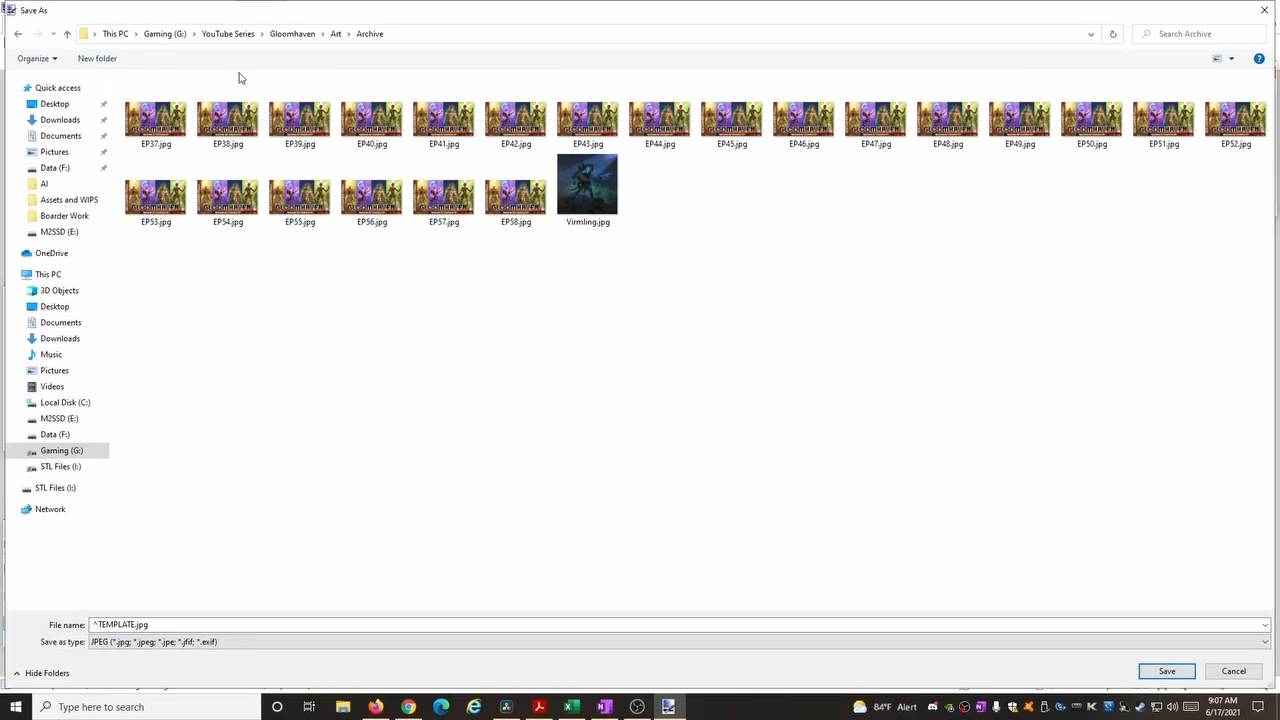 Save As
This PC > Gaming (G:) > YouTube Series > Gloomhaven > Art > Archive
Search Archive
Organize
New folder
Quick access
Desktop
Downloads
Documents
Pictures
Data (F:)
AI
Assets and WIPS
Boarder Work
M2SSD (E:)
OneDrive
This PC
3D Objects
Desktop
Documents
Downloads
Music
Pictures
Videos
Local Disk (C:)
M2SSD (E:)
Data (F:)
Gaming (G:)
STL Files (I:)
STL Files (I:)
Network
EP37.jpg EP38.jpg EP39.jpg EP40.jpg EP41.jpg EP42.jpg EP43.jpg EP44.jpg EP45.jpg EP46.jpg EP47.jpg EP48.jpg EP49.jpg EP50.jpg EP51.jpg EP52.jpg
EP53.jpg EP54.jpg EP55.jpg EP56.jpg EP57.jpg EP58.jpg Virmling.jpg
File name: ^TEMPLATE.jpg
Save as type: JPEG (*.jpg; *.jpeg; *.jpe; *.jfif; *.exif)
Hide Folders
Save
Cancel
Type here to search
84°F Alert
9:07 AM
6/17/2021